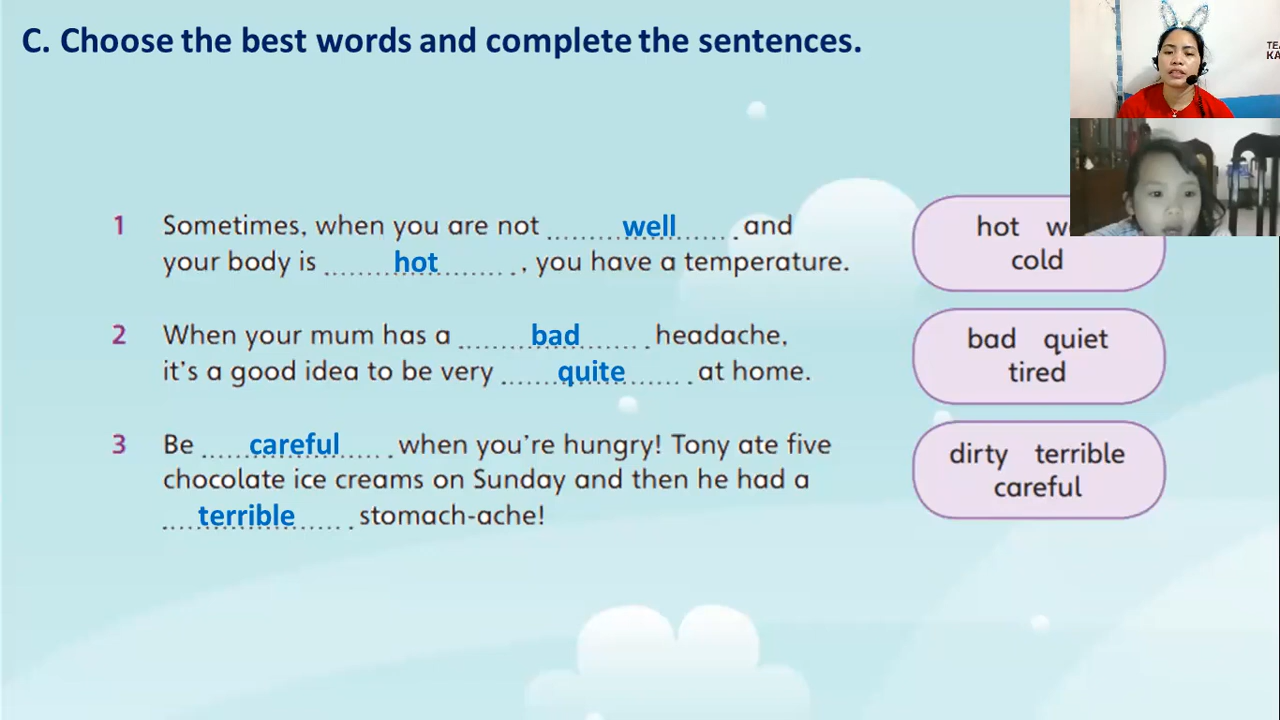 C. Choose the best words and complete the sentences.
1 Sometimes, when you are not well and
your body is hot, you have a temperature.
hot
cold
2 When your mum has a bad headache,
it's a good idea to be very quite at home.
bad quiet
tired
3 Be careful when you're hungry! Tony ate five
chocolate ice creams on Sunday and then he had a
terrible stomach-ache!
dirty terrible
careful